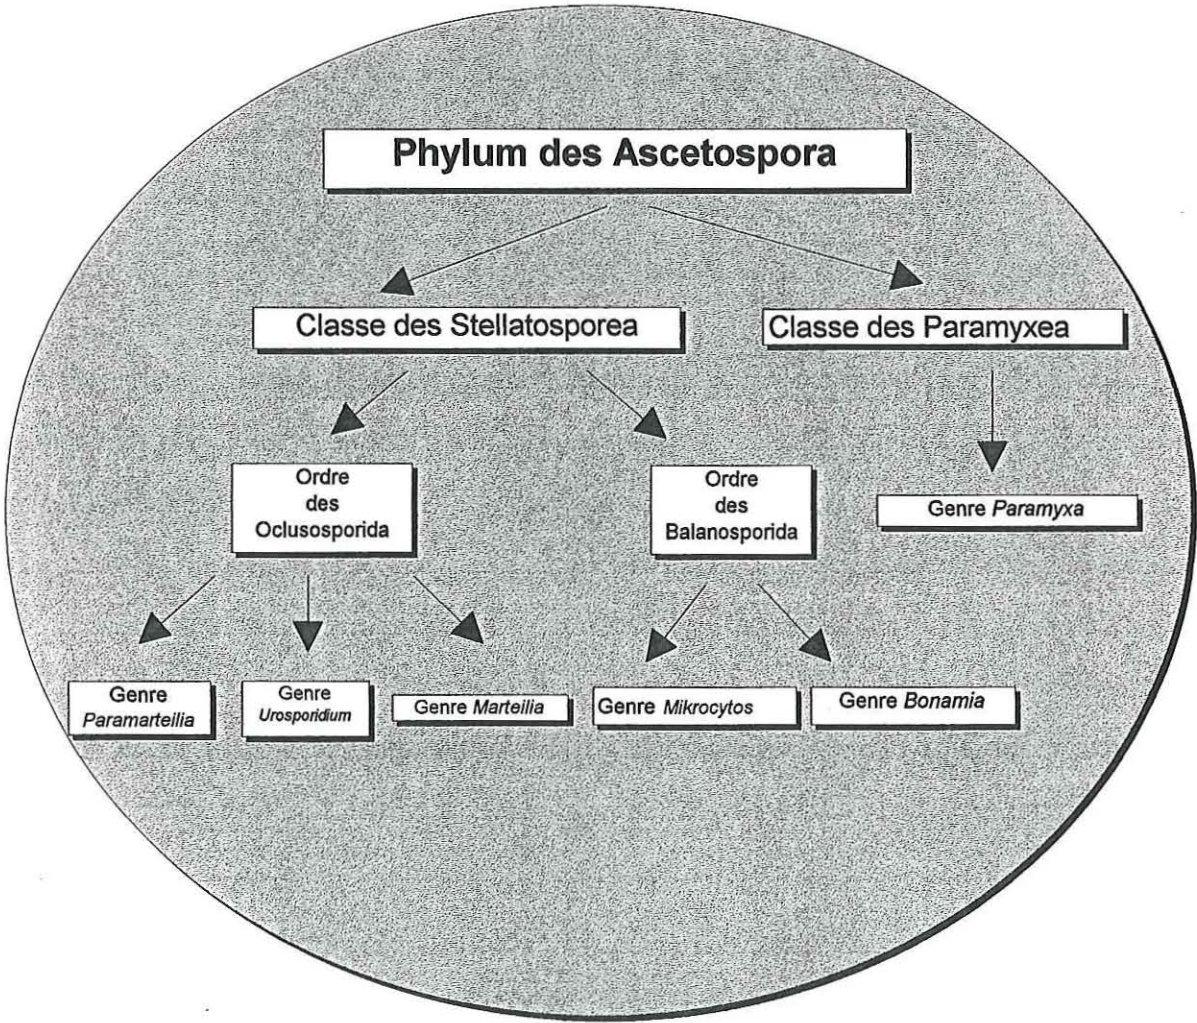 Phylum des Ascetospora
Classe des Stellatosporea
Classe des Paramyxea
Ordre
des
Oclusosporida
Ordre
des
Balanosporida
Genre Paramyxa
Genre
Paramarteilia
Genre
Urosporidium
Genre Marteilia
Genre Mikrocytos
Genre Bonamia